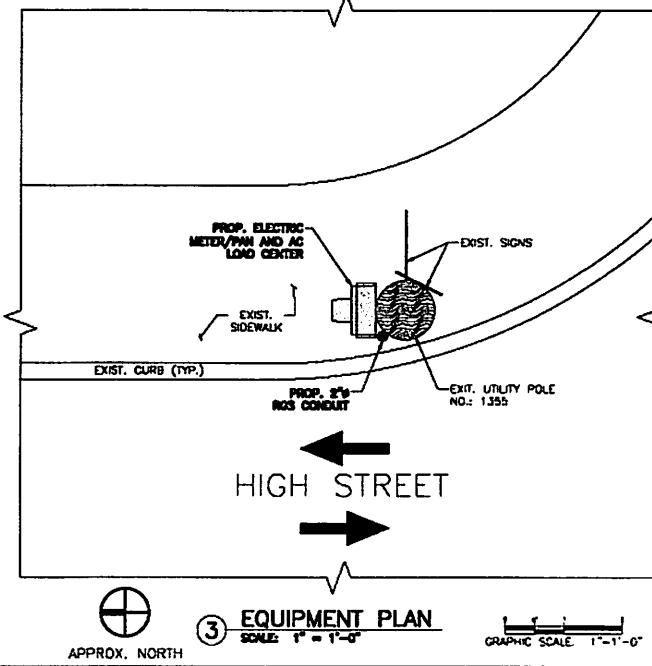 PROP. ELECTRIC
METER/PAN AND AC
LOAD CENTER
EXIST. SIGNS
EXIST.
SIDEWALK
EXIST. CURB (TYP.)
PROP. 2"Ø
RGS CONDUIT
EXIT. UTILITY POLE
NO.: 1355
HIGH STREET
APPROX. NORTH
3 EQUIPMENT PLAN
SCALE: 1" = 1'-0"
GRAPHIC SCALE 1"-1'-0"